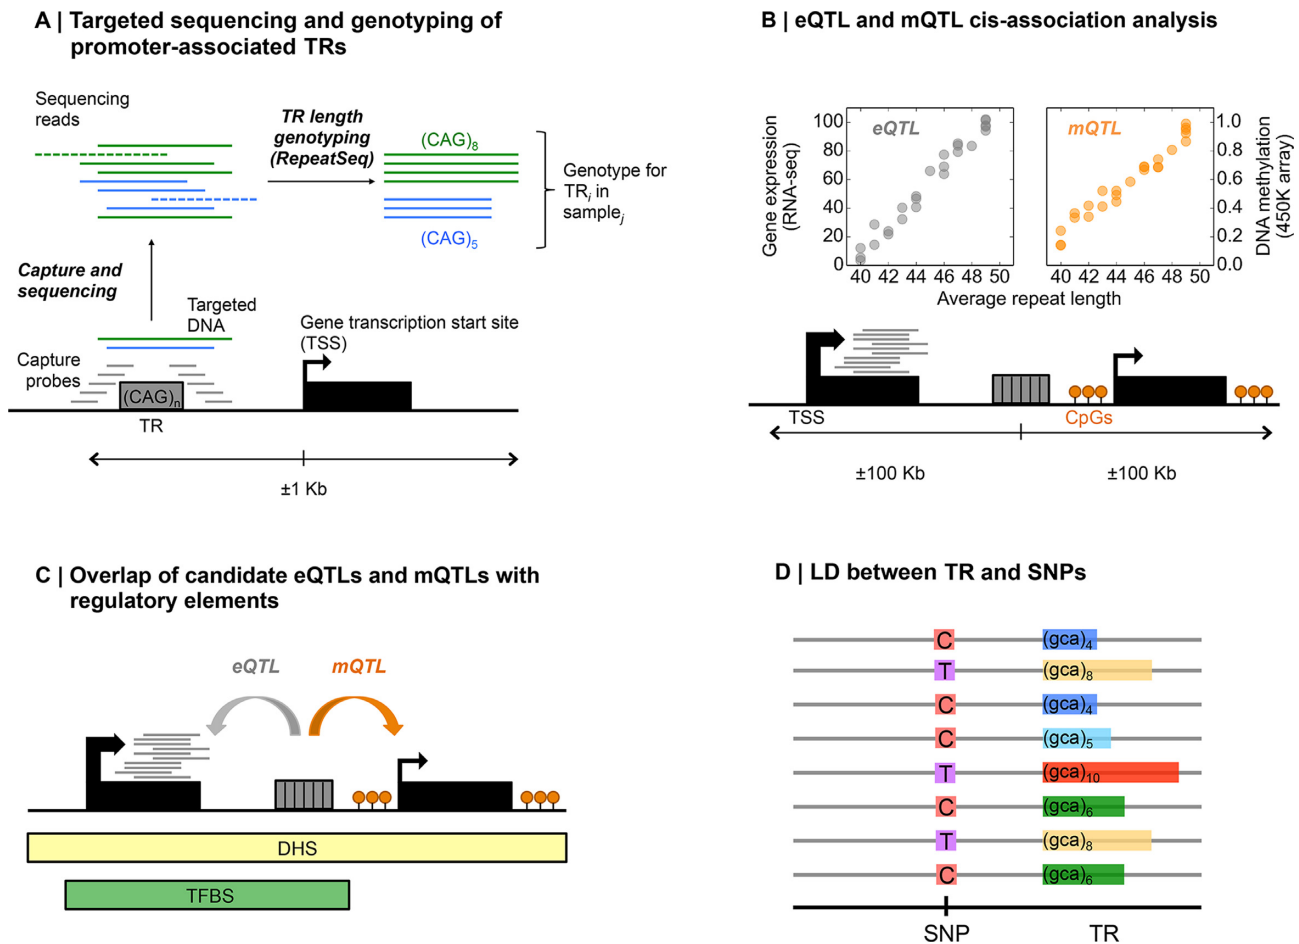 A | Targeted sequencing and genotyping of
promoter-associated TRs
Sequencing
reads
TR length
genotyping
(RepeatSeq)
(CAG)8
(CAG)5
Genotype for
TRi in
samplej
Capture and
sequencing
Targeted
DNA
Capture
probes
(CAG)n
TR
Gene transcription start site
(TSS)
±1 Kb
B | eQTL and mQTL cis-association analysis
Gene expression
(RNA-seq)
100
80
60
40
20
0
eQTL
40 42 44 46 48 50
mQTL
40 42 44 46 48 50
1.0
0.8
0.6
0.4
0.2
0.0
DNA methylation
(450K array)
Average repeat length
TSS
CpGs
±100 Kb
±100 Kb
C | Overlap of candidate eQTLs and mQTLs with
regulatory elements
eQTL
mQTL
DHS
TFBS
D | LD between TR and SNPs
C (gca)4
T (gca)8
C (gca)4
C (gca)5
T (gca)10
C (gca)6
T (gca)8
C (gca)6
SNP
TR